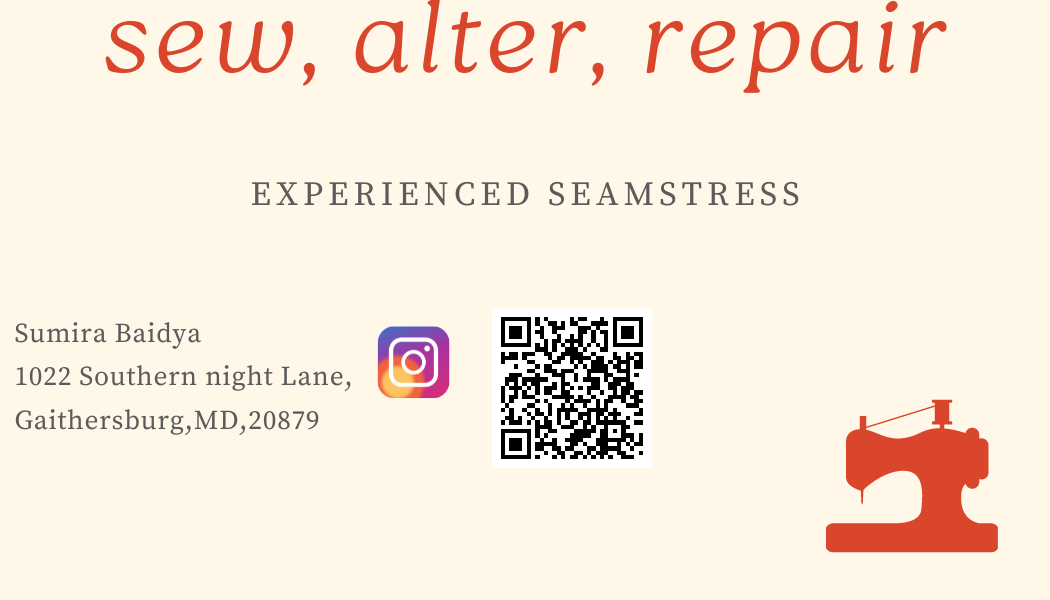 sew, alter, repair
EXPERIENCED SEAMSTRESS
Sumira Baidya
1022 Southern night Lane,
Gaithersburg,MD,20879